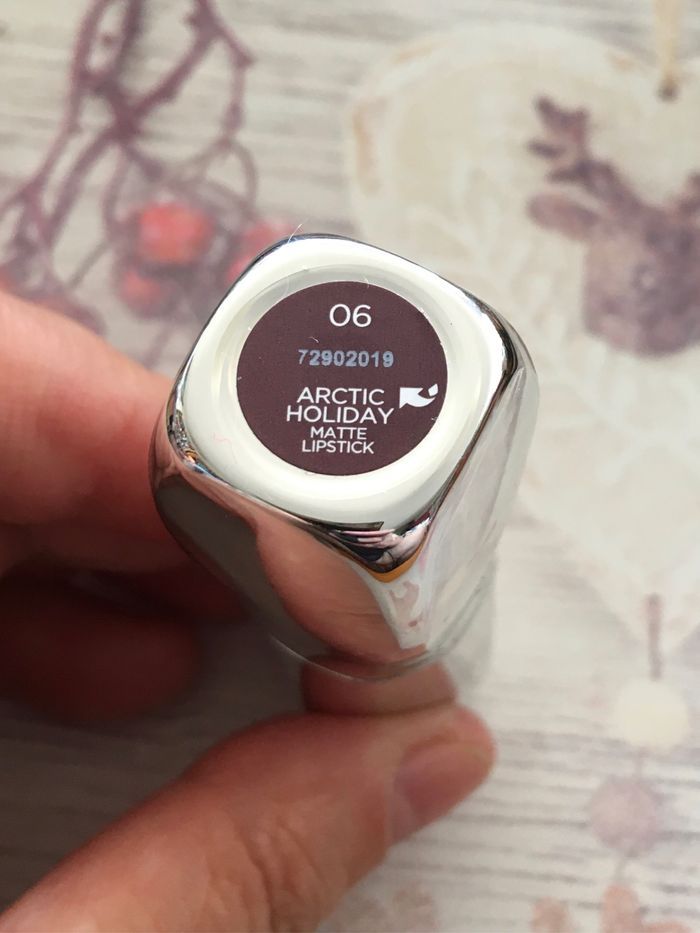 06
72902019
ARCTIC
HOLIDAY
MATTE
LIPSTICK